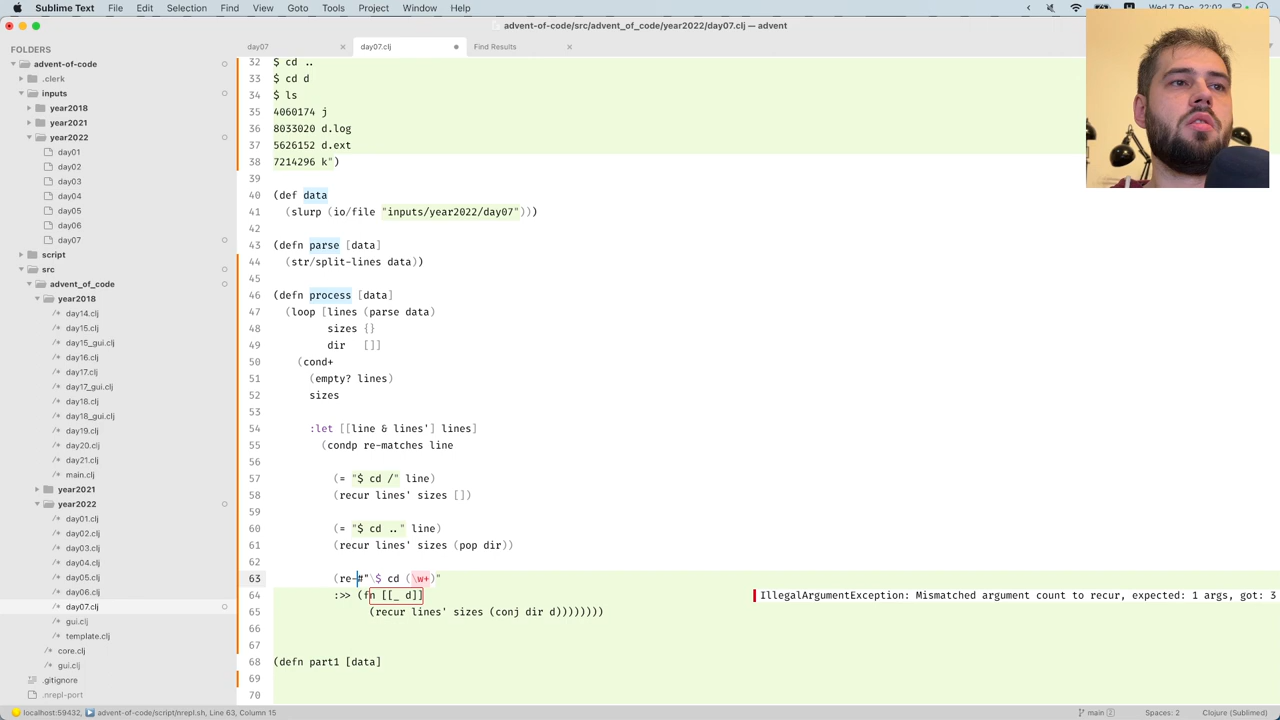 Sublime Text File Edit Selection Find View Goto Tools Project Window Help
W 7. Dec 22:02
advent-of-code/src/advent_of_code/year2022/day07.clj — advent
FOLDERS
advent-of-code
.clerk
inputs
year2018
year2021
year2022
day01
day02
day03
day04
day05
day06
day07
script
src
advent_of_code
year2018
day14.clj
day15.clj
day15_gui.clj
day16.clj
day17.clj
day17_gui.clj
day18.clj
day18_gui.clj
day19.clj
day20.clj
day21.clj
main.clj
year2021
year2022
day01.clj
day02.clj
day03.clj
day04.clj
day05.clj
day06.clj
day07.clj
gui.clj
template.clj
core.clj
gui.clj
.gitignore
.nrepl-port
day07
day07.clj
Find Results
32 $ cd ..
33 $ cd d
34 $ ls
35 4060174 j
36 8033020 d.log
37 5626152 d.ext
38 7214296 k")
39
40 (def data
41 (slurp (io/file "inputs/year2022/day07")))
42
43 (defn parse [data]
44 (str/split-lines data))
45
46 (defn process [data]
47 (loop [lines (parse data)
48 sizes {}
49 dir []]
50 (cond+
51 (empty? lines)
52 sizes
53
54 :let [[line & lines'] lines]
55 (condp re-matches line
56
57 (= "$ cd /" line)
58 (recur lines' sizes [])
59
60 (= "$ cd .." line)
61 (recur lines' sizes (pop dir))
62
63 (re-#"\$ cd (\w+)"
64 :>> (fn [[_ d]] IllegalArgumentException: Mismatched argument count to recur, expected: 1 args, got: 3
65 (recur lines' sizes (conj dir d))))))))
66
67
68 (defn part1 [data]
69
70
localhost:59432, advent-of-code/script/nrepl.sh, Line 63, Column 15
main 2
Spaces: 2
Clojure (Sublimed)